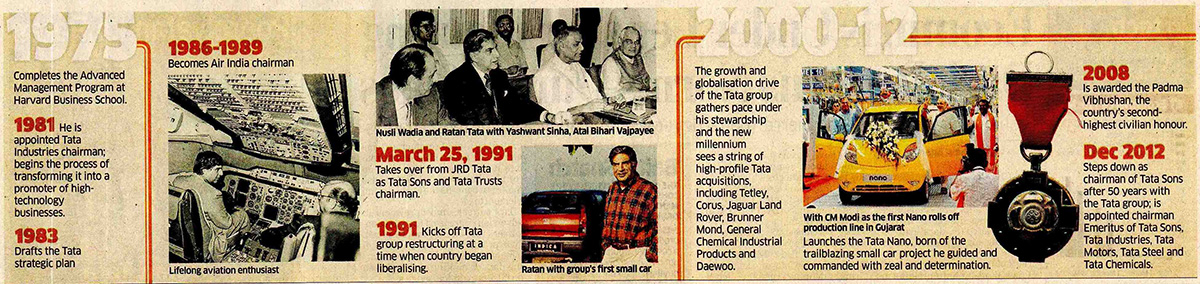 1975
Completes the Advanced
Management Program at
Harvard Business School.
1981 He is
appointed Tata
Industries chairman;
begins the process of
transforming it into a
promoter of high-
technology
businesses.
1983
Drafts the Tata
strategic plan
1986-1989
Becomes Air India chairman
Lifelong aviation enthusiast
Nusli Wadia and Ratan Tata with Yashwant Sinha, Atal Bihari Vajpayee
March 25, 1991
Takes over from JRD Tata
as Tata Sons and Tata Trusts
chairman.
1991 Kicks off Tata
group restructuring at a
time when country began
liberalising.
INDICA
Ratan with group's first small car
2000-12
The growth and
globalisation drive
of the Tata group
gathers pace under
his stewardship
and the new
millennium
sees a string of
high-profile Tata
acquisitions,
including Tetley,
Corus, Jaguar Land
Rover, Brunner
Mond, General
Chemical Industrial
Products and
Daewoo.
nano
With CM Modi as the first Nano rolls off
production line in Gujarat
Launches the Tata Nano, born of the
trailblazing small car project he guided and
commanded with zeal and determination.
2008
Is awarded the Padma
Vibhushan, the
country's second-
highest civilian honour.
Dec 2012
Steps down as
chairman of Tata Sons
after 50 years with
the Tata group; is
appointed chairman
Emeritus of Tata Sons,
Tata Industries, Tata
Motors, Tata Steel and
Tata Chemicals.